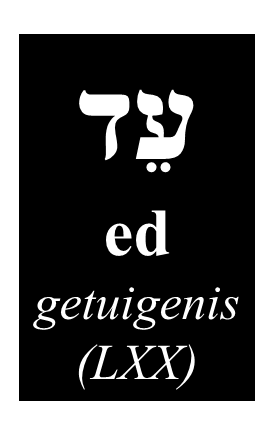 עֵד
ed
getuigenis
(LXX)